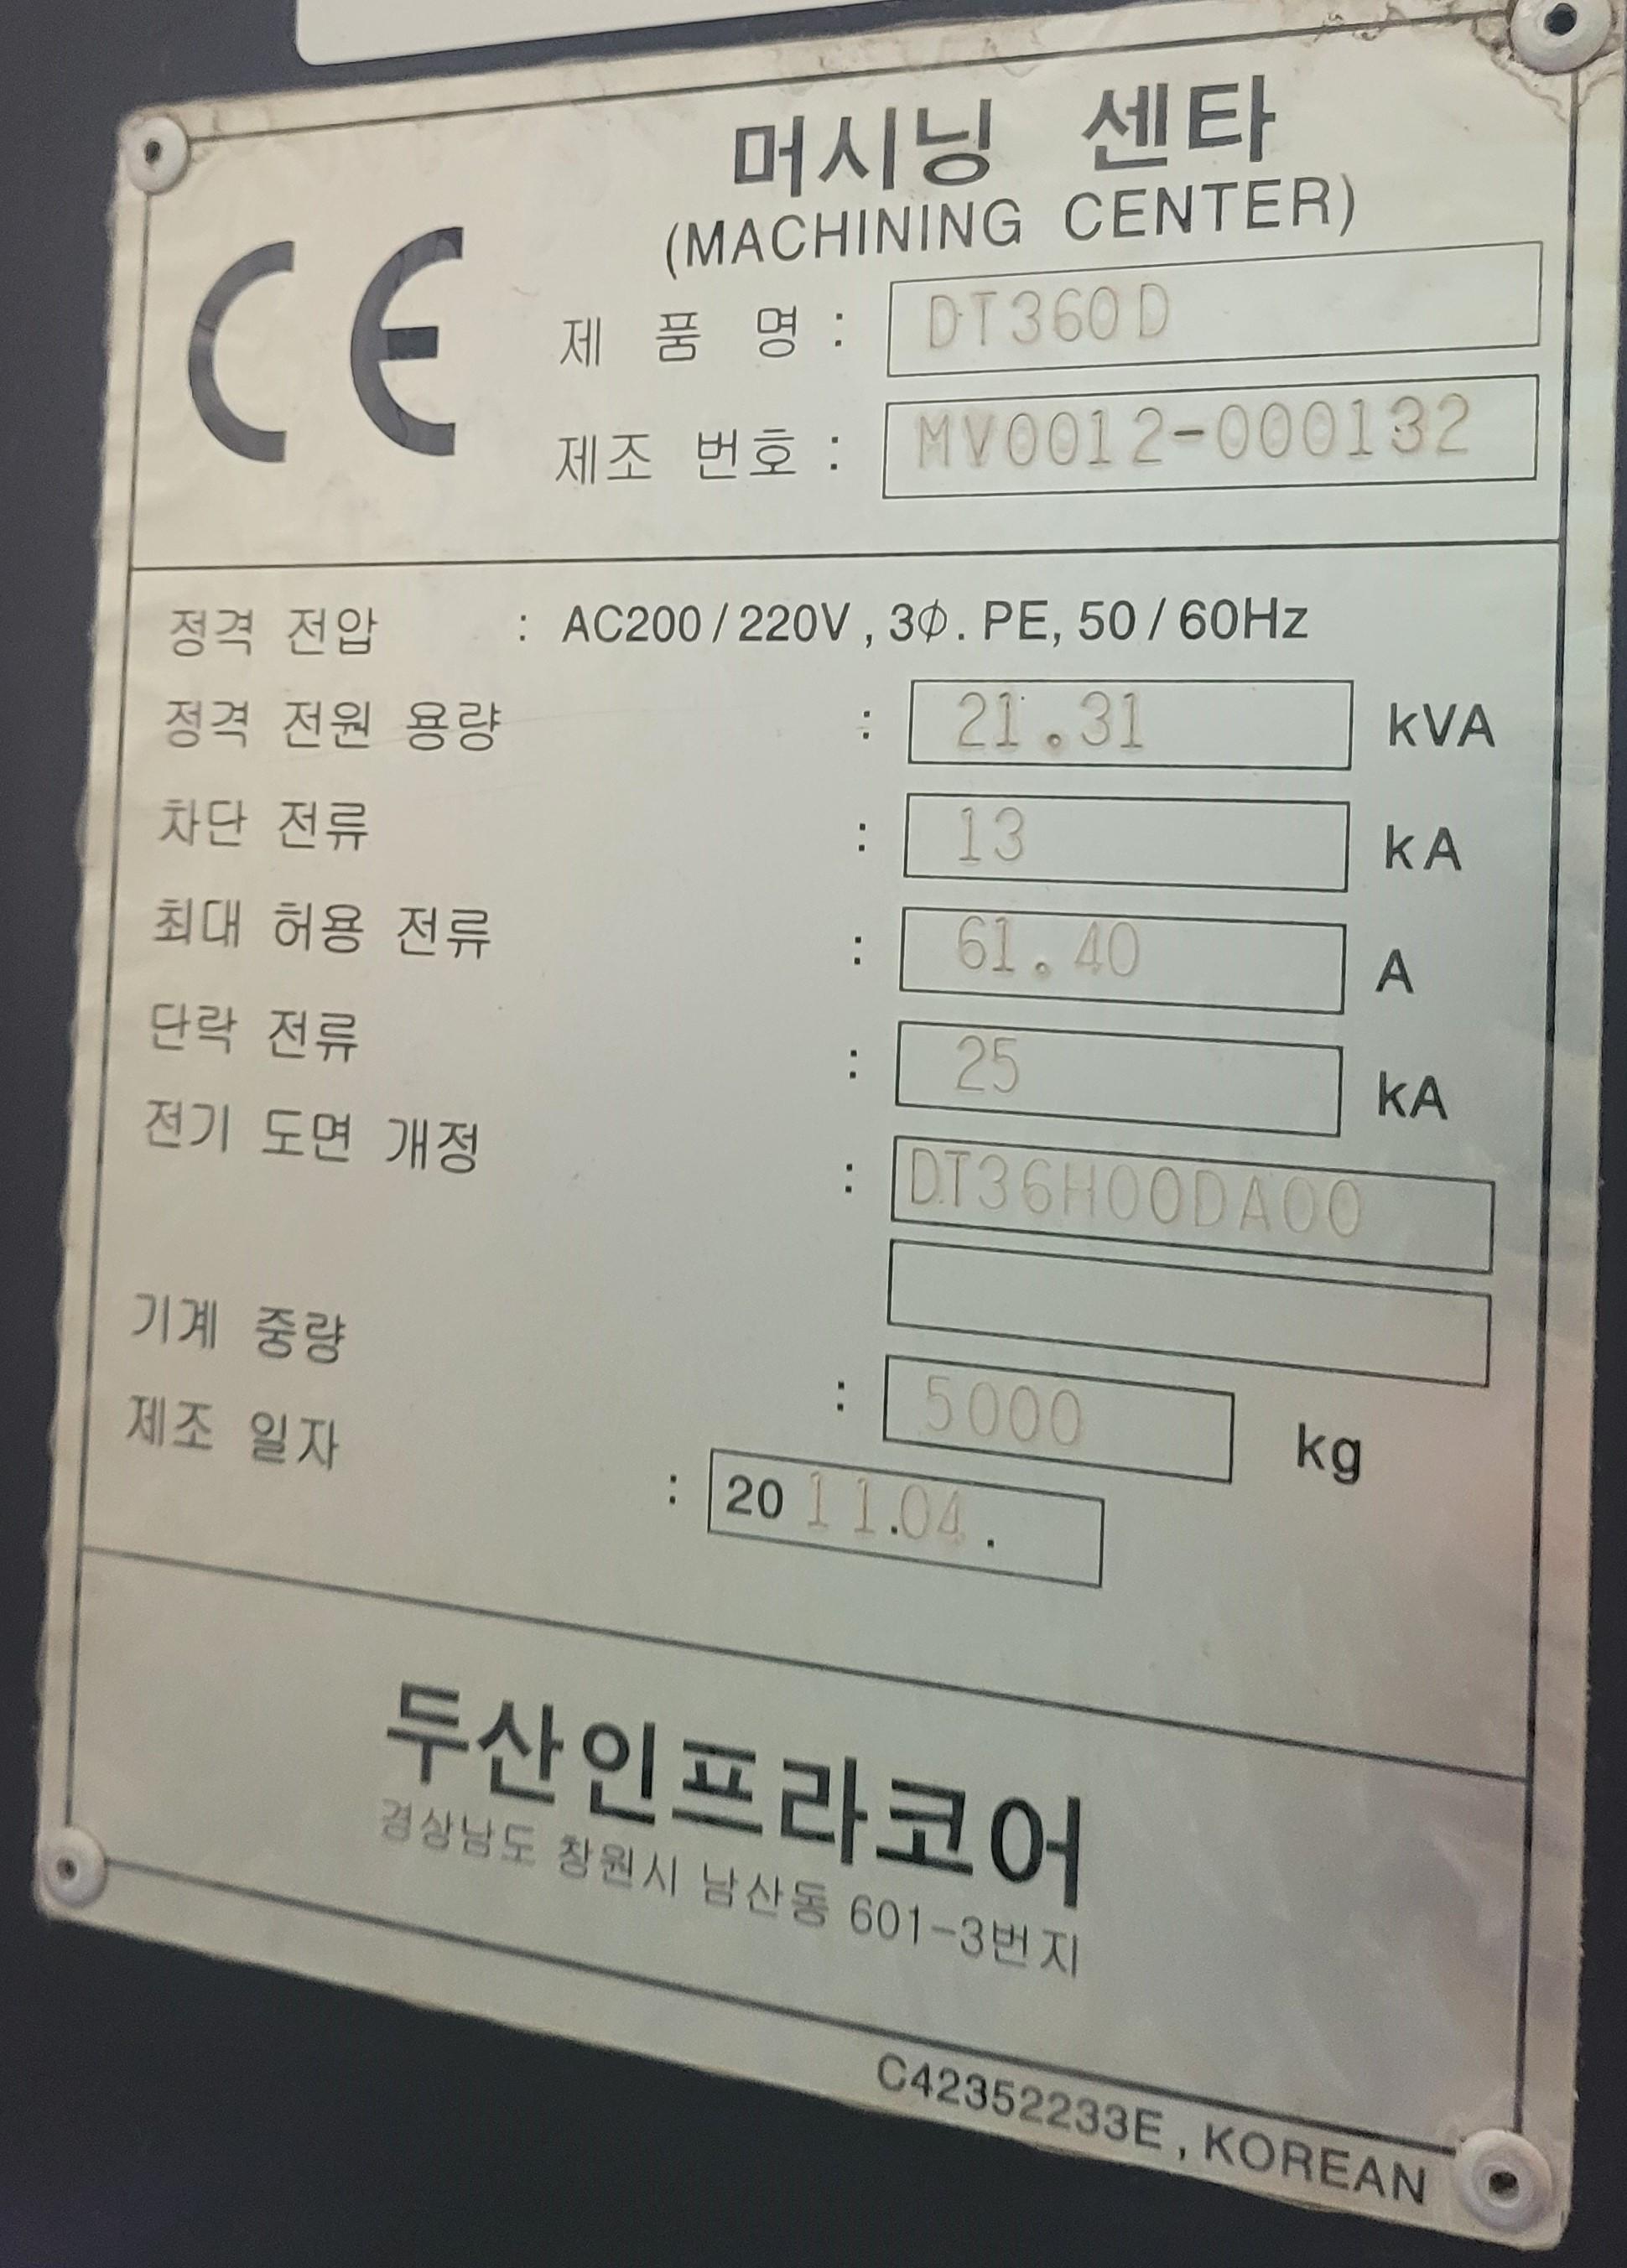 머시닝 센타
(MACHINING CENTER)
CE
제 품 명 : DT360D
제조 번호 : MV0012-000132
정격 전압 : AC200/220V, 3Φ. PE, 50/60Hz
정격 전원 용량 : 21.31 kVA
차단 전류 : 13 kA
최대 허용 전류 : 61.40 A
단락 전류 : 25 kA
전기 도면 개정 : DT36H00DA00
기계 중량 : 5000 kg
제조 일자 : 2011.04.
두산인프라코어
경상남도 창원시 남산동 601-3번지
C42352233E, KOREAN